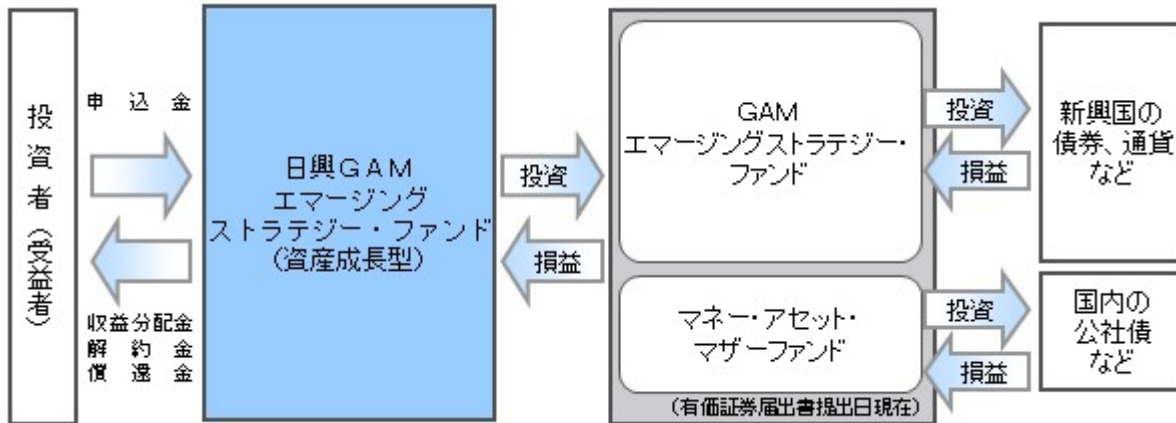 投資者(受益者)
申込金
収益分配金
解約金
償還金
日興GAM
エマージング
ストラテジー・ファンド
(資産成長型)
投資
損益
GAM
エマージングストラテジー・
ファンド
マネー・アセット・
マザーファンド
(有価証券届出書提出日現在)
投資
損益
新興国の
債券、通貨
など
投資
損益
国内の
公社債
など